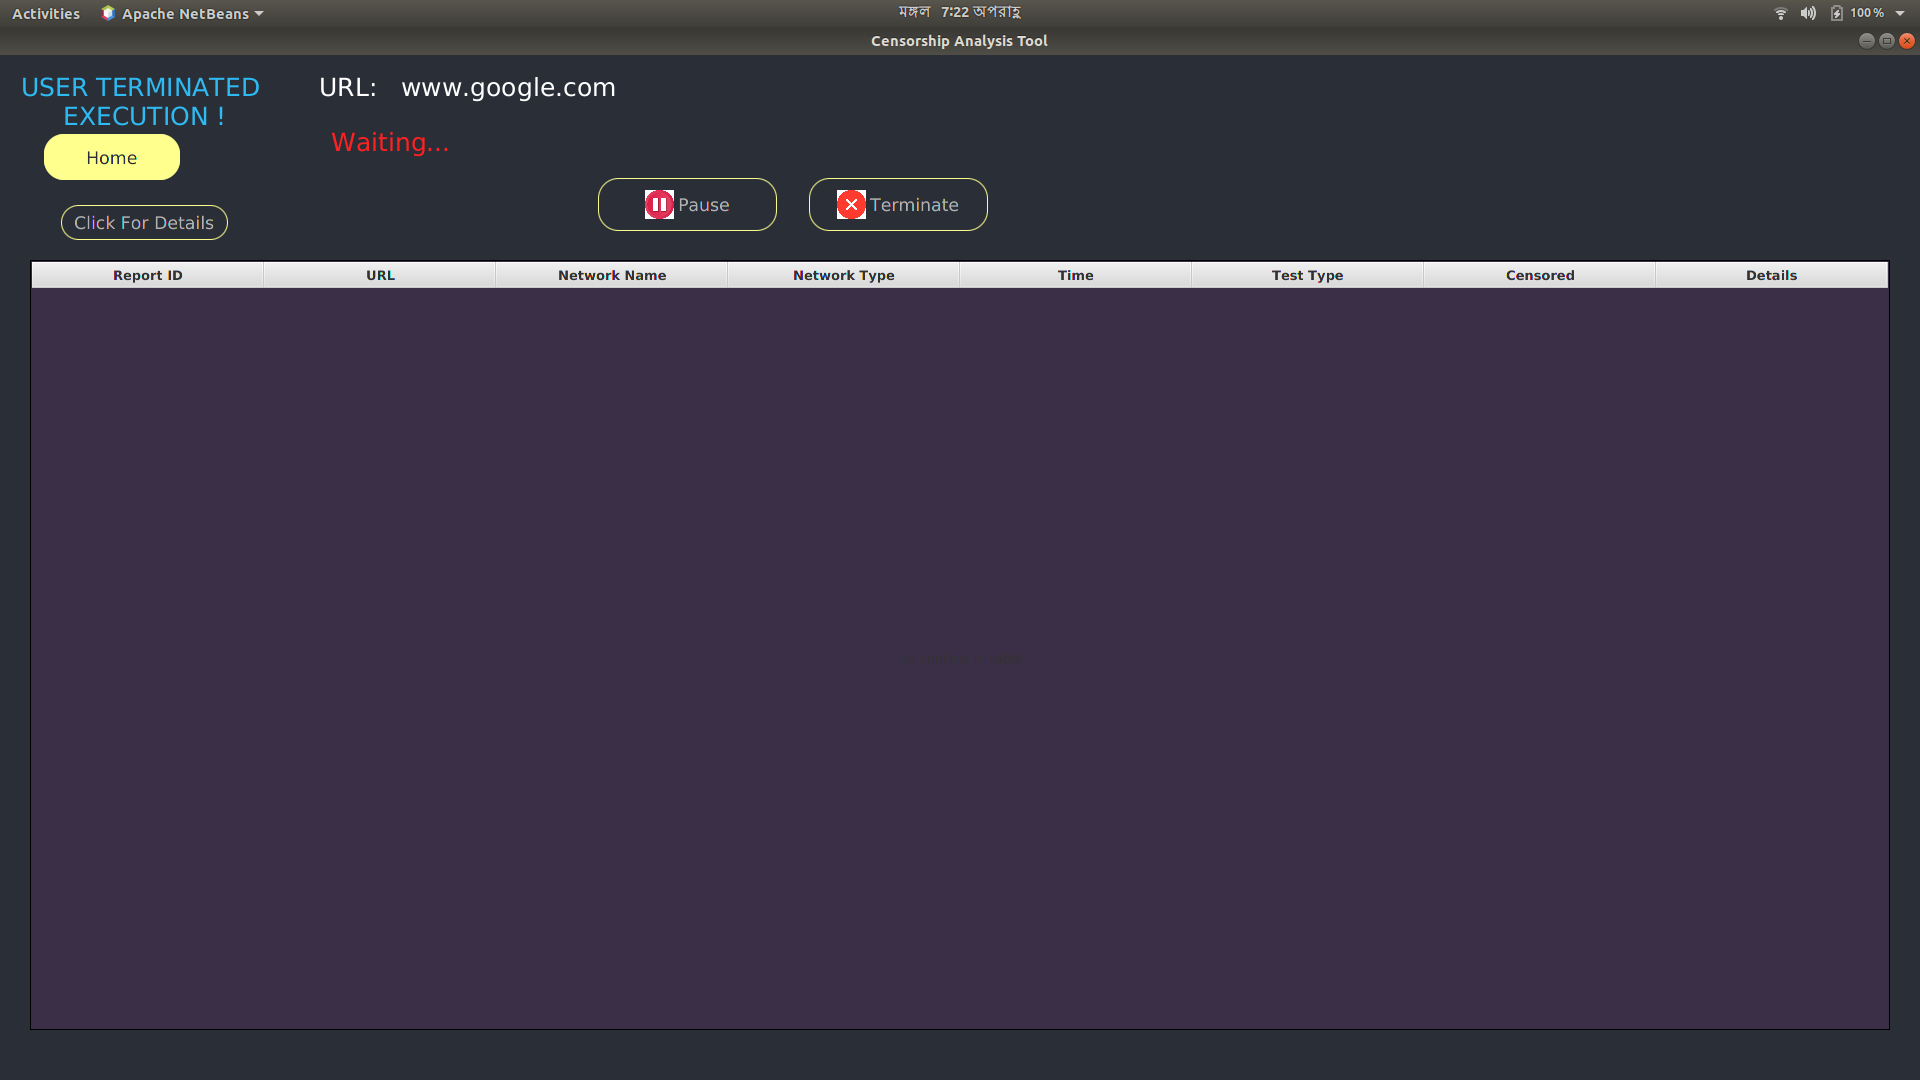 Activities Apache NetBeans মঙ্গল 7:22 অপরাহ্ণ 100 %
Censorship Analysis Tool
USER TERMINATED
EXECUTION !
URL: www.google.com
Waiting...
Home
Pause Terminate
Click For Details
Report ID URL Network Name Network Type Time Test Type Censored Details